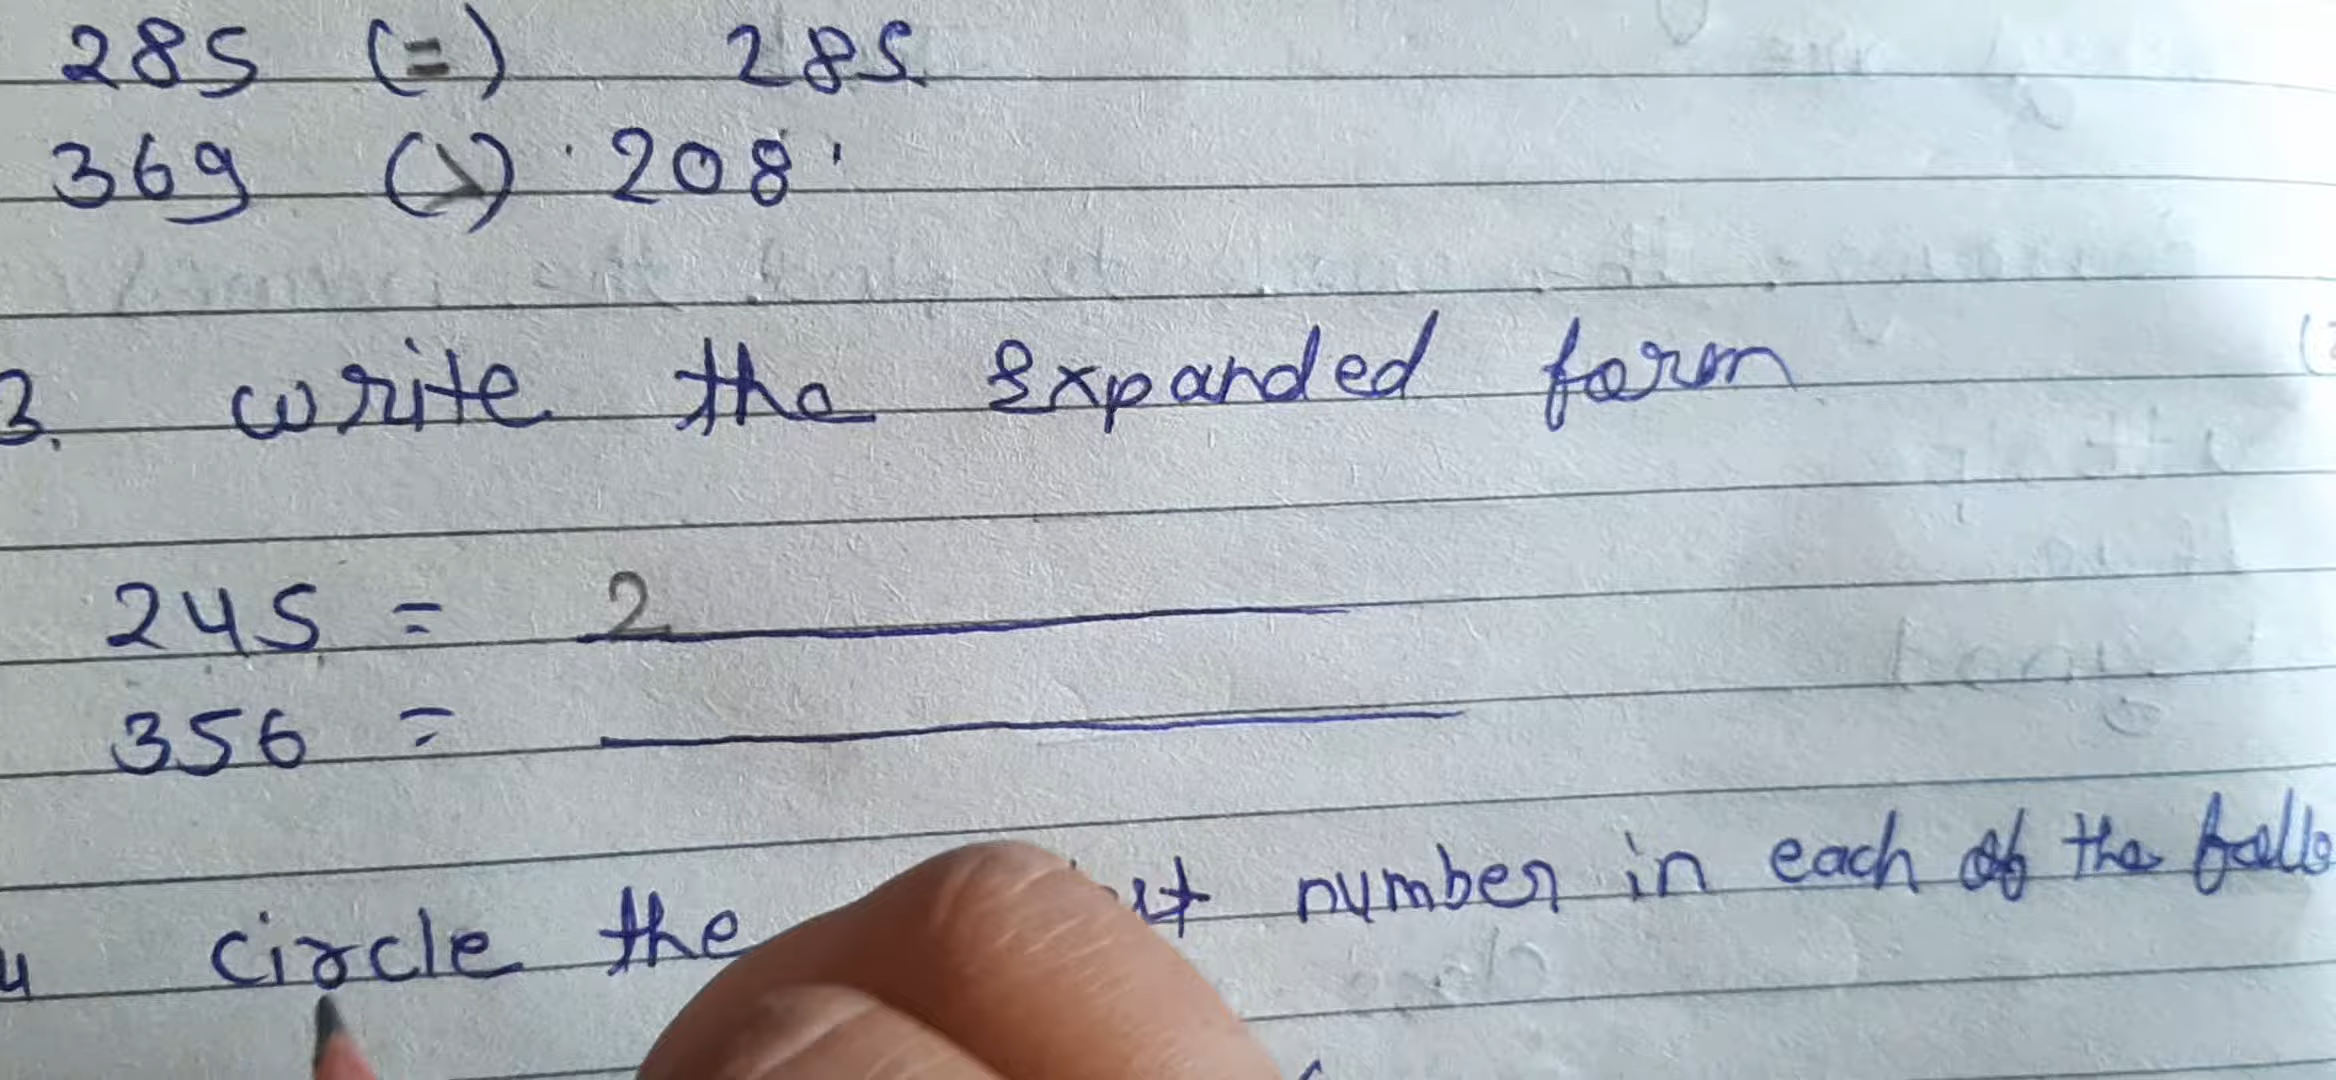 285 (=) 285
369 (>) 208
3. write the Expanded form
245 = 2
356 =
4 circle the number in each of the follo